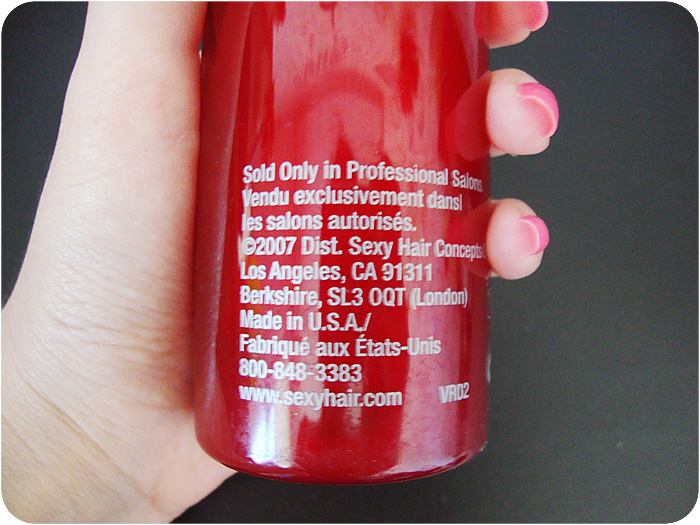 Sold Only in Professional Salons.
Vendu exclusivement dansl
les salons autorisés.
©2007 Dist. Sexy Hair Concepts
Los Angeles, CA 91311
Berkshire, SL3 0QT (London)
Made in U.S.A./
Fabriqué aux États-Unis
800-848-3383
www.sexyhair.com VR02